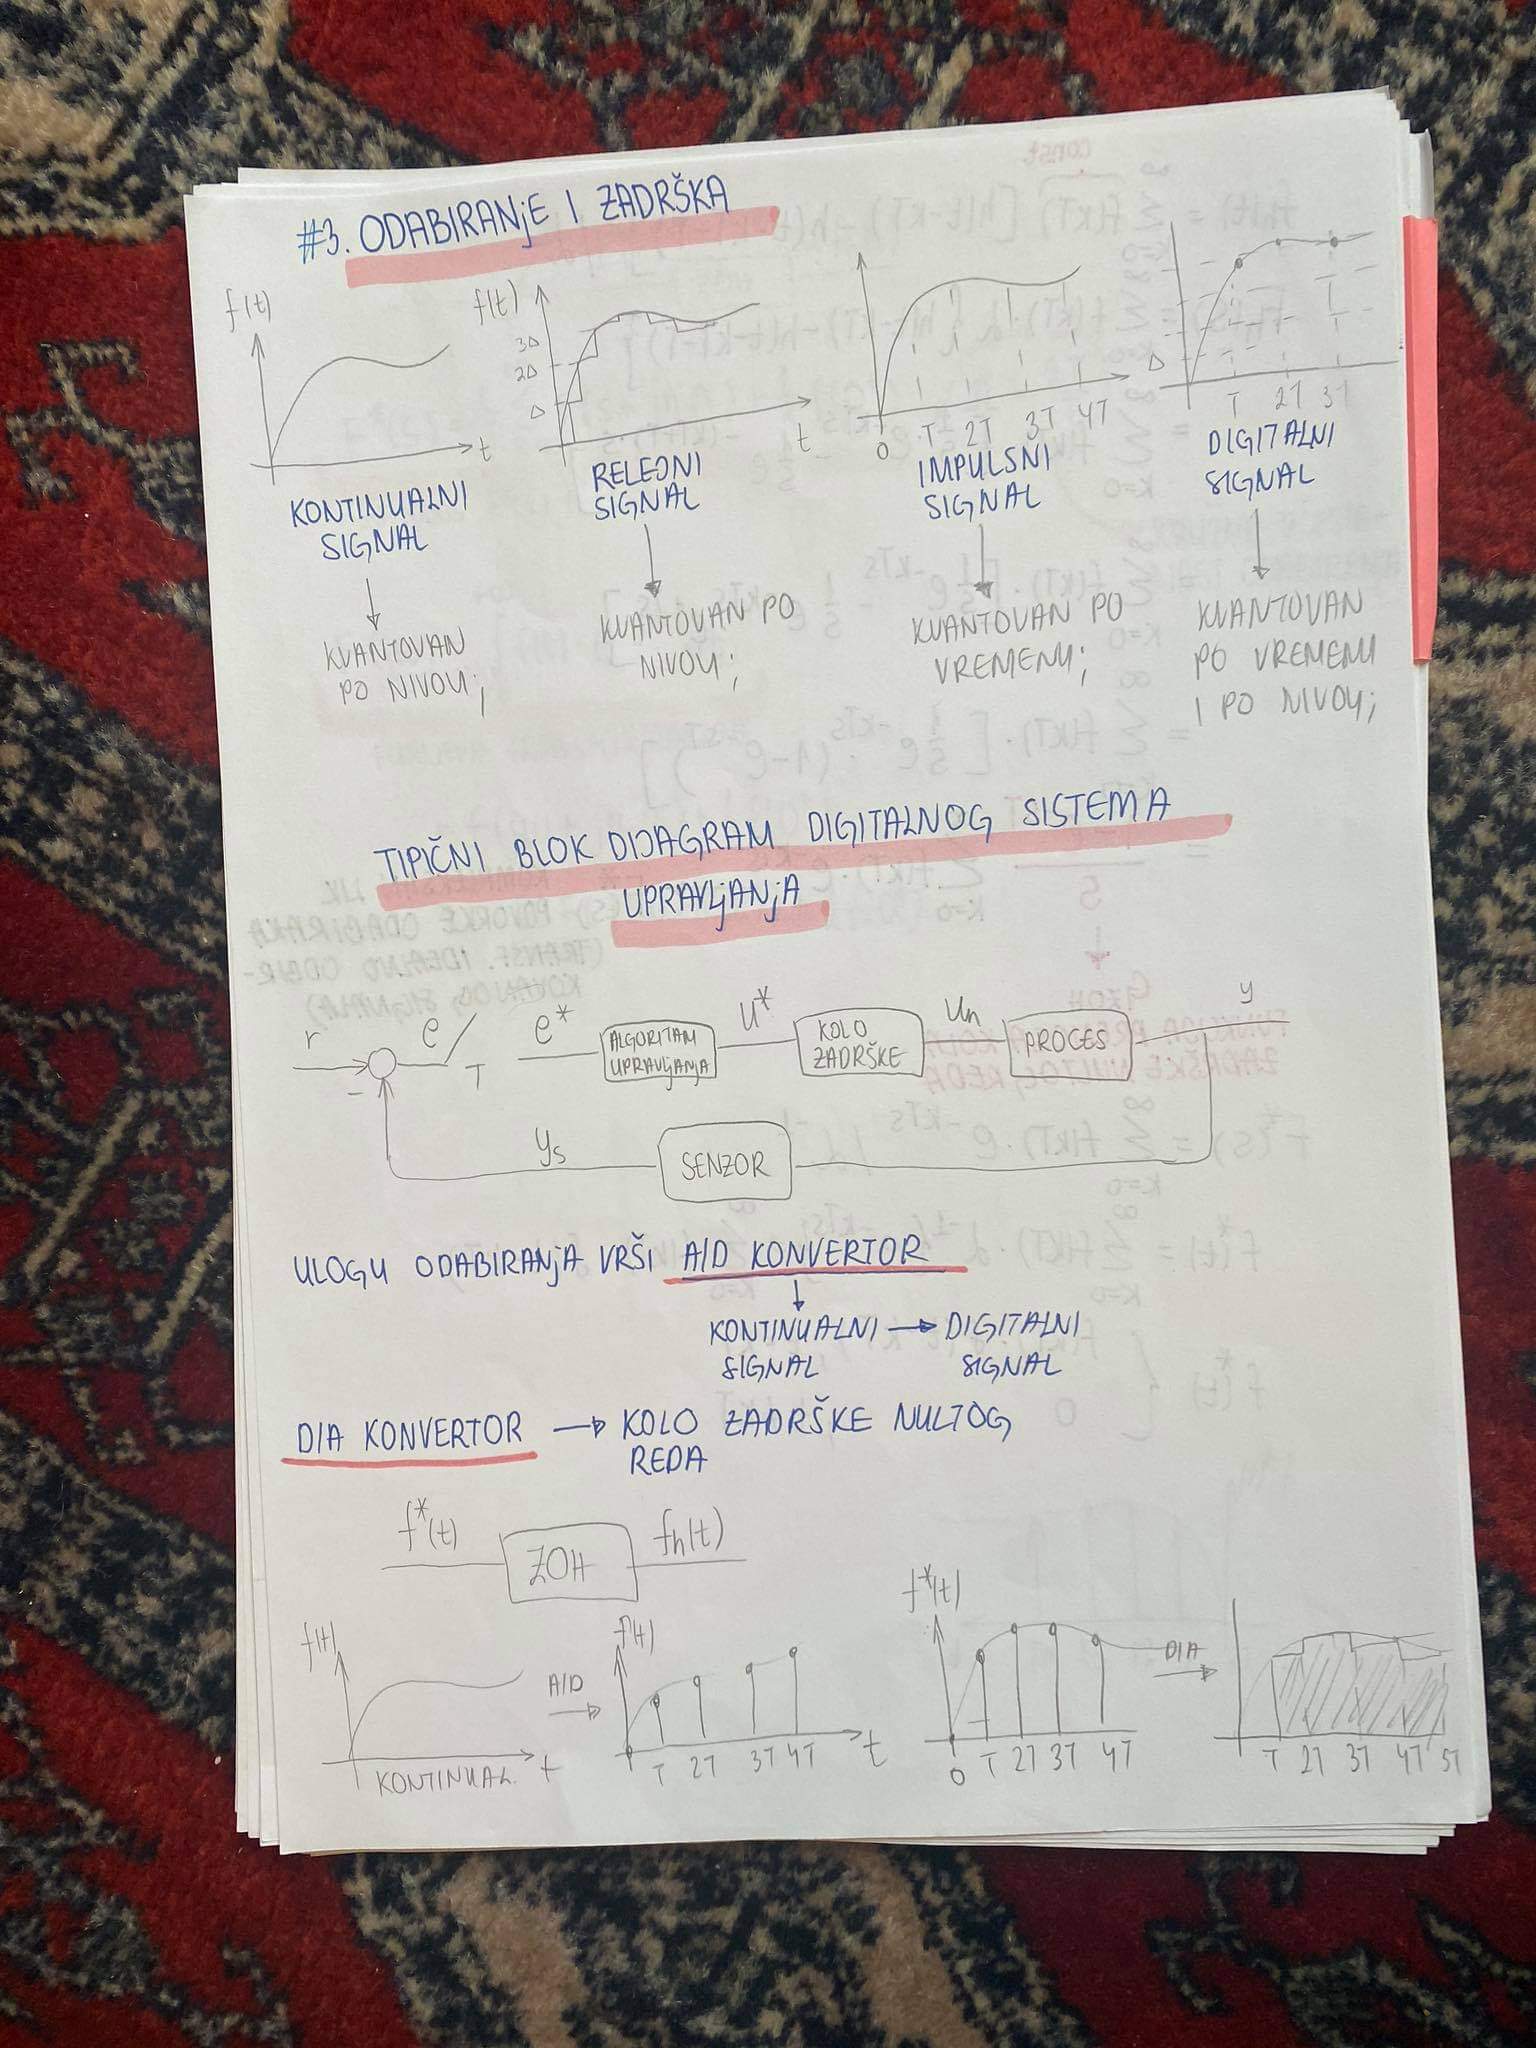 #3. ODABIRANjE I ZADRŠKA
f(t)
t
KONTINUALNI
SIGNAL
KVANTOVAN
PO NIVOU;
f(t)
3Δ
2Δ
Δ
t
RELEJNI
SIGNAL
KVANTOVAN PO
NIVOU;
0 T 2T 3T 4T
IMPULSNI
SIGNAL
KVANTOVAN PO
VREMENU;
Δ
T 2T 3T
DIGITALNI
SIGNAL
KVANTOVAN
PO VREMENU
I PO NIVOU;
TIPIČNI BLOK DIJAGRAM DIGITALNOG SISTEMA
UPRAVLjANjA
r e T e* ALGORITAM
UPRAVLjANjA
u* KOLO
ZADRŠKE
Un PROCES y
-
ys SENZOR
ULOGU ODABIRANjA VRŠI A/D KONVERTOR
KONTINUALNI → DIGITALNI
SIGNAL SIGNAL
D/A KONVERTOR → KOLO ZADRŠKE NULTOG
REDA
f*(t) ZOH fh(t)
f(t)
KONTINUAL. t
A/D
f(t)
T 2T 3T 4T t
f*(t)
0 T 2T 3T 4T
D/A
T 2T 3T 4T 5T